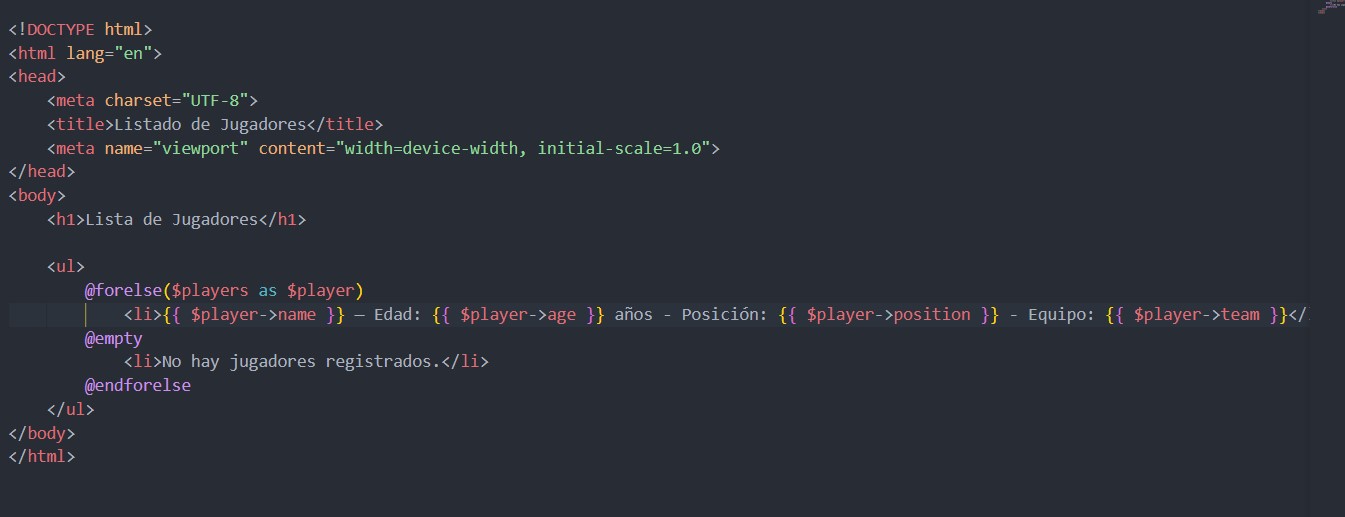 <!DOCTYPE html>
<html lang="en">
<head>
    <meta charset="UTF-8">
    <title>Listado de Jugadores</title>
    <meta name="viewport" content="width=device-width, initial-scale=1.0">
</head>
<body>
    <h1>Lista de Jugadores</h1>

    <ul>
        @forelse($players as $player)
            <li>{{ $player->name }} – Edad: {{ $player->age }} años - Posición: {{ $player->position }} - Equipo: {{ $player->team }}</
        @empty
            <li>No hay jugadores registrados.</li>
        @endforelse
    </ul>
</body>
</html>